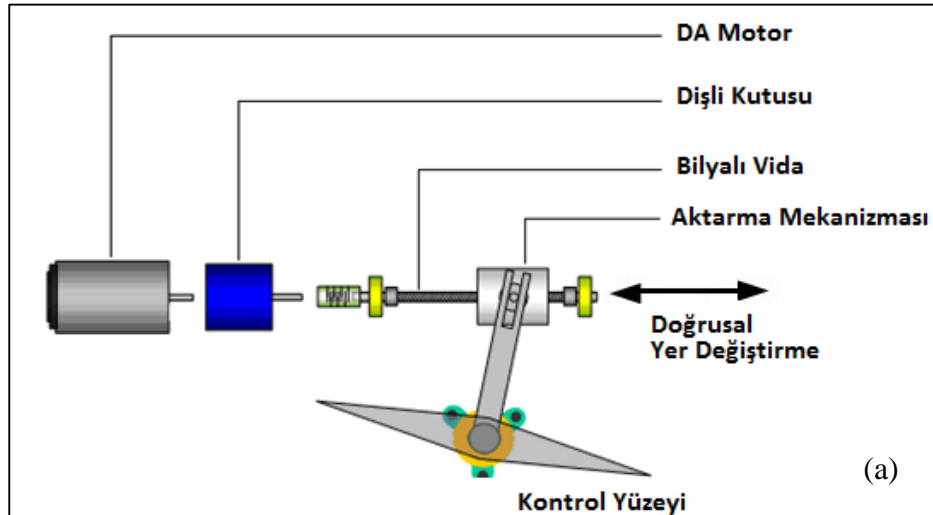 DA Motor
Dişli Kutusu
Bilyalı Vida
Aktarma Mekanizması
Doğrusal
Yer Değiştirme
(a)
Kontrol Yüzeyi